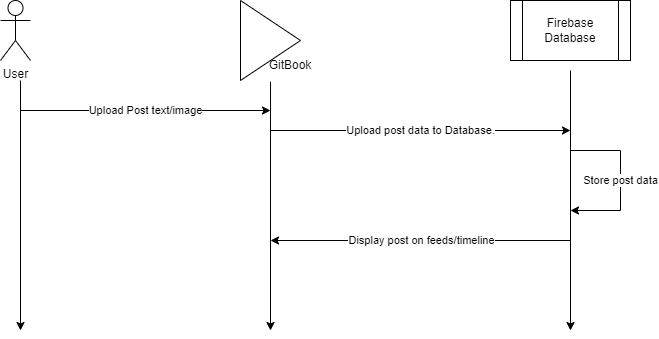 Firebase
Database
User
GitBook
Upload Post text/image
Upload post data to Database.
Store post data
Display post on feeds/timeline